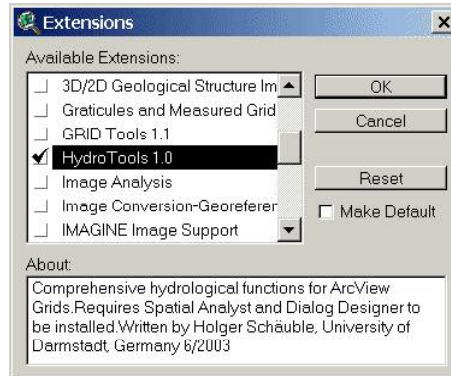 Extensions
Available Extensions:
3D/2D Geological Structure Im
Graticules and Measured Grid
GRID Tools 1.1
HydroTools 1.0
Image Analysis
Image Conversion-Georeferen
IMAGINE Image Support
OK
Cancel
Reset
Make Default
About:
Comprehensive hydrological functions for ArcView
Grids.Requires Spatial Analyst and Dialog Designer to
be installed.Written by Holger Schäuble, University of
Darmstadt, Germany 6/2003